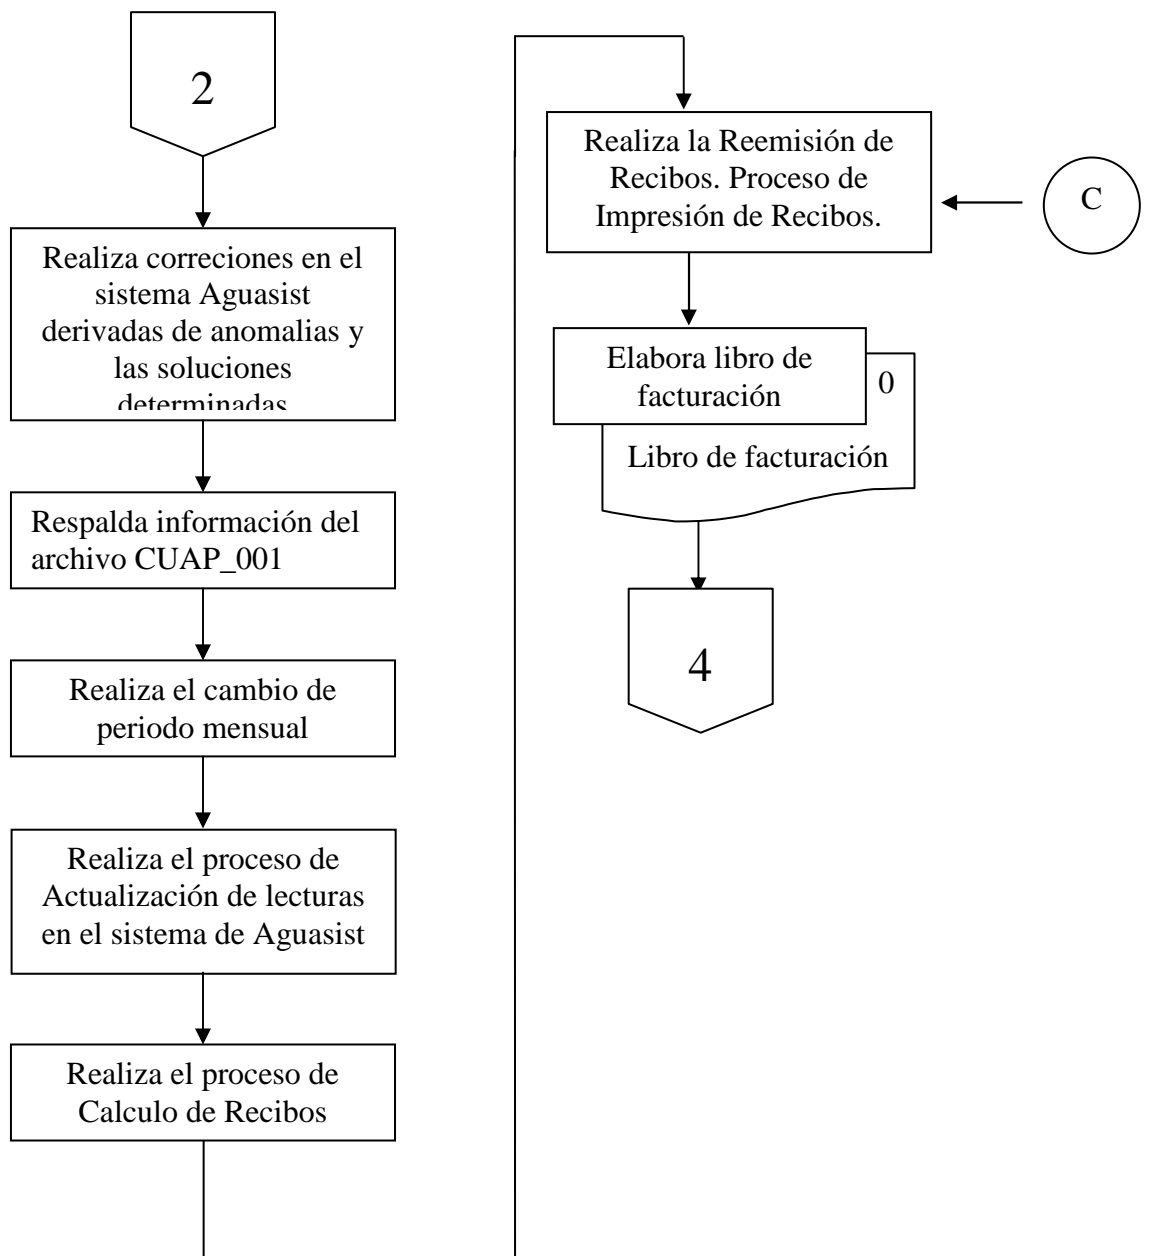 2
Realiza correciones en el
sistema Aguasist
derivadas de anomalias y
las soluciones
determinadas
Respalda información del
archivo CUAP_001
Realiza el cambio de
periodo mensual
Realiza el proceso de
Actualización de lecturas
en el sistema de Aguasist
Realiza el proceso de
Calculo de Recibos
Realiza la Reemisión de
Recibos. Proceso de
Impresión de Recibos.
C
Elabora libro de
facturación
0
Libro de facturación
4